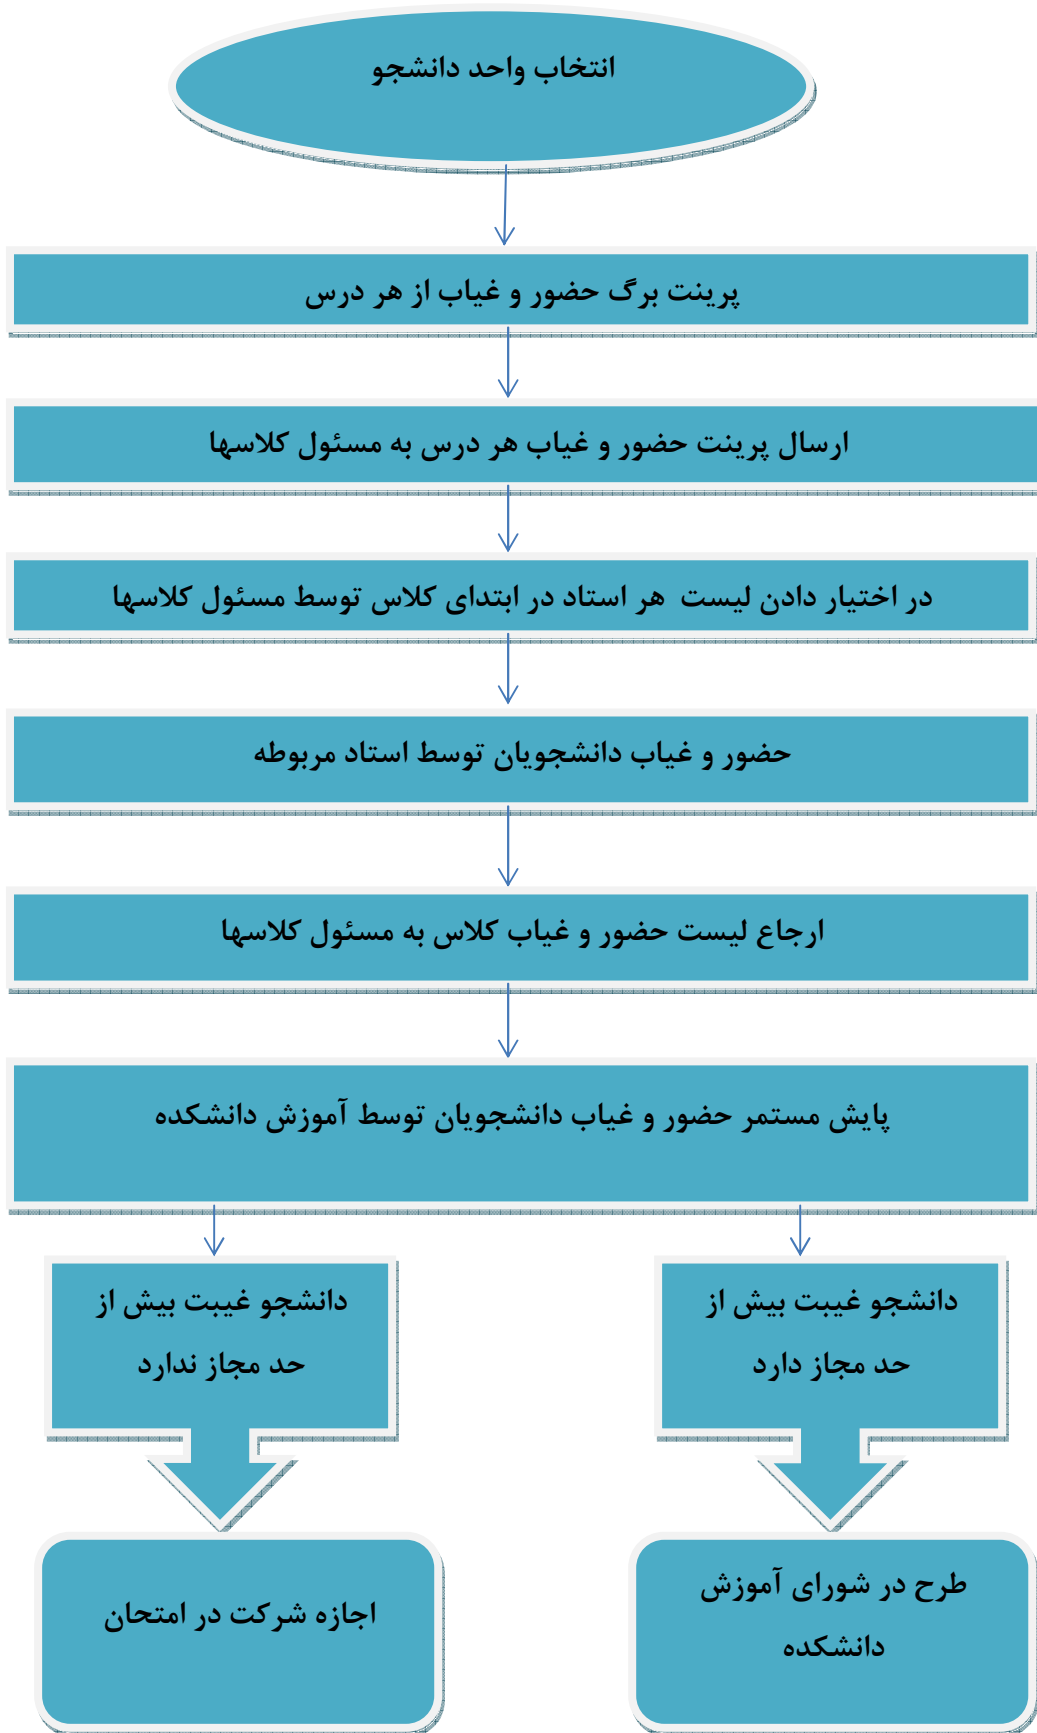 انتخاب واحد دانشجو
پرینت برگ حضور و غیاب از هر درس
ارسال پرینت حضور و غیاب هر درس به مسئول کلاسها
در اختیار دادن لیست هر استاد در ابتدای کلاس توسط مسئول کلاسها
حضور و غیاب دانشجویان توسط استاد مربوطه
ارجاع لیست حضور و غیاب کلاس به مسئول کلاسها
پایش مستمر حضور و غیاب دانشجویان توسط آموزش دانشکده
دانشجو غیبت بیش از
حد مجاز دارد
دانشجو غیبت بیش از
حد مجاز ندارد
طرح در شورای آموزش
دانشکده
اجازه شرکت در امتحان